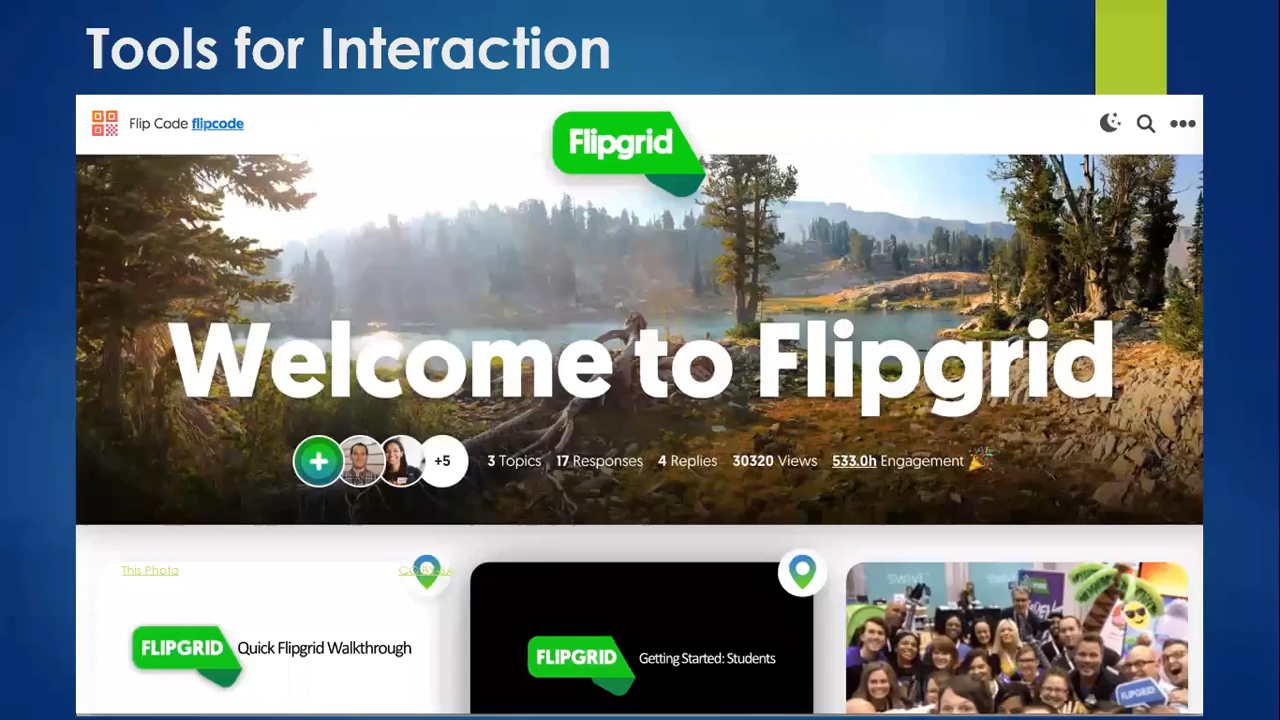 Tools for Interaction
Flip Code flipcode
Flipgrid
Welcome to Flipgrid
+5 3 Topics 17 Responses 4 Replies 30320 Views 533.0h Engagement
This Photo
FLIPGRID Quick Flipgrid Walkthrough
FLIPGRID Getting Started: Students
FLIPGRID